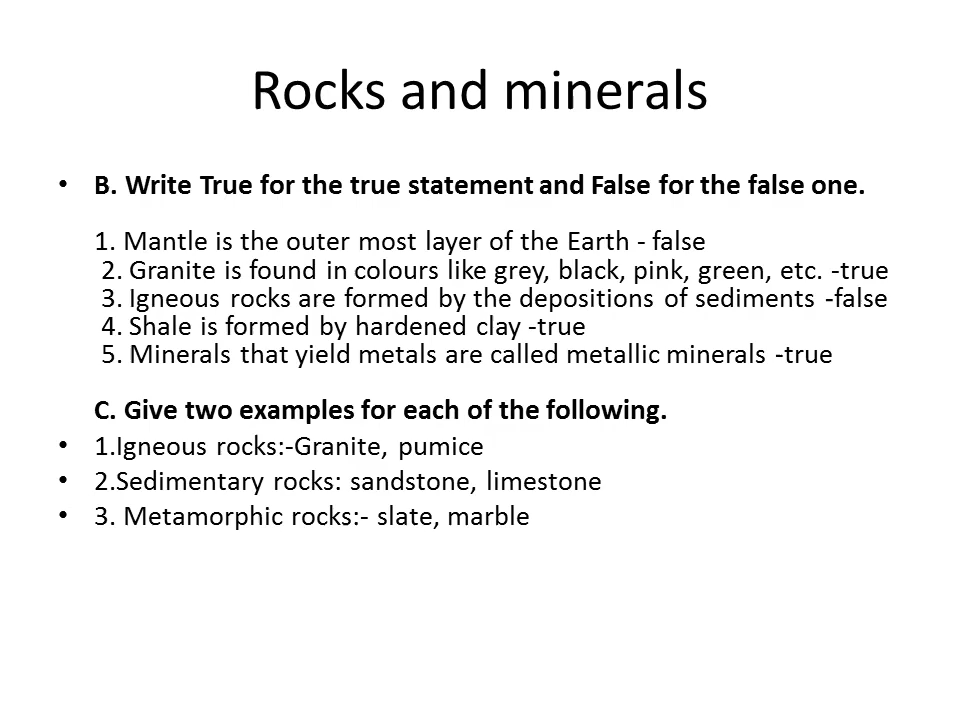 Rocks and minerals
• B. Write True for the true statement and False for the false one.
1. Mantle is the outer most layer of the Earth - false
2. Granite is found in colours like grey, black, pink, green, etc. -true
3. Igneous rocks are formed by the depositions of sediments -false
4. Shale is formed by hardened clay -true
5. Minerals that yield metals are called metallic minerals -true
C. Give two examples for each of the following.
• 1.Igneous rocks:-Granite, pumice
• 2.Sedimentary rocks: sandstone, limestone
• 3. Metamorphic rocks:- slate, marble